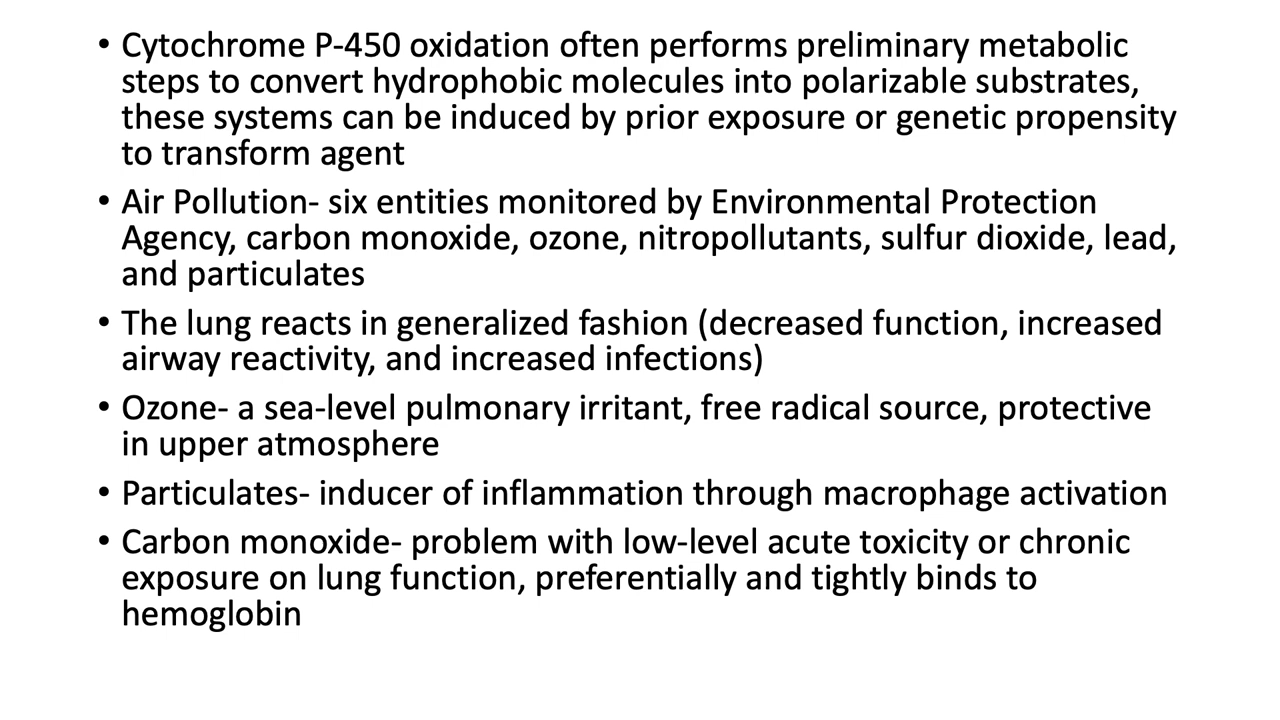 • Cytochrome P-450 oxidation often performs preliminary metabolic
steps to convert hydrophobic molecules into polarizable substrates,
these systems can be induced by prior exposure or genetic propensity
to transform agent
• Air Pollution- six entities monitored by Environmental Protection
Agency, carbon monoxide, ozone, nitropollutants, sulfur dioxide, lead,
and particulates
• The lung reacts in generalized fashion (decreased function, increased
airway reactivity, and increased infections)
• Ozone- a sea-level pulmonary irritant, free radical source, protective
in upper atmosphere
• Particulates- inducer of inflammation through macrophage activation
• Carbon monoxide- problem with low-level acute toxicity or chronic
exposure on lung function, preferentially and tightly binds to
hemoglobin